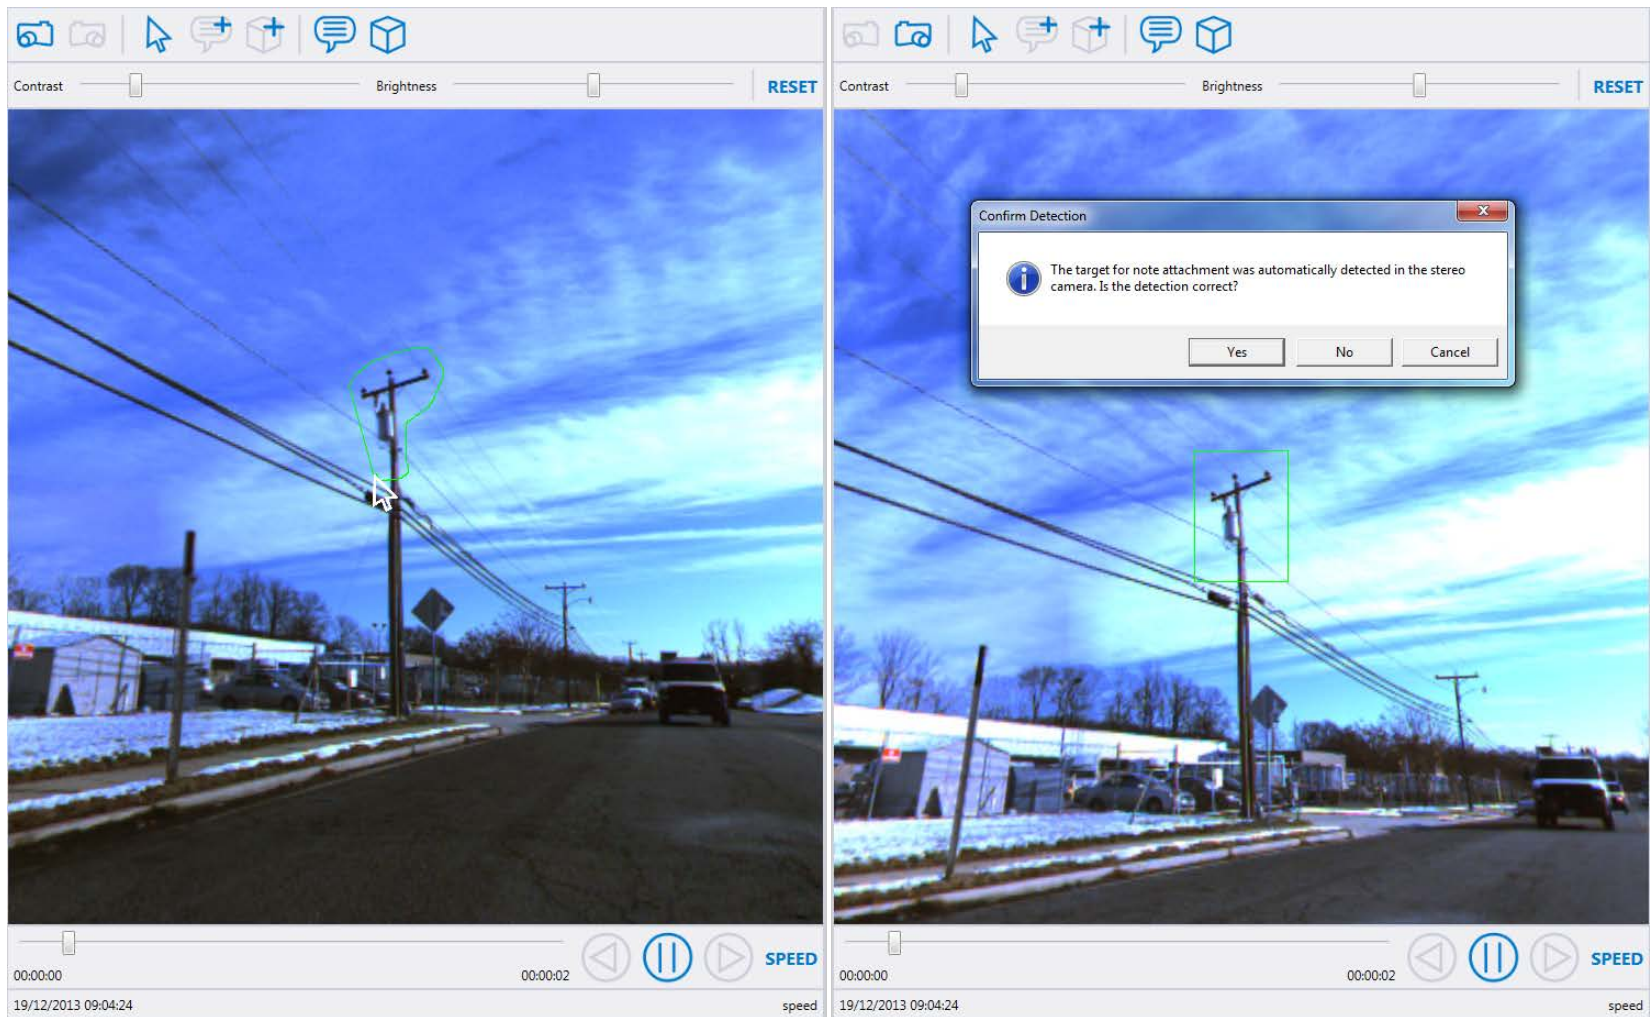 Contrast
Brightness
RESET
00:00:00
00:00:02
SPEED
19/12/2013 09:04:24
speed
Contrast
Brightness
RESET
Confirm Detection
The target for note attachment was automatically detected in the stereo
camera. Is the detection correct?
Yes
No
Cancel
00:00:00
00:00:02
SPEED
19/12/2013 09:04:24
speed